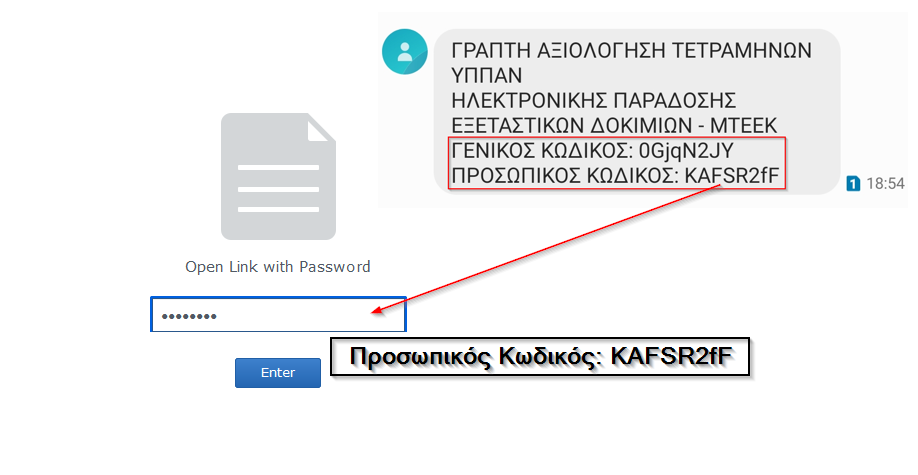 ΓΡΑΠΤΗ ΑΞΙΟΛΟΓΗΣΗ ΤΕΤΡΑΜΗΝΩΝ
ΥΠΠΑΝ
ΗΛΕΚΤΡΟΝΙΚΗΣ ΠΑΡΑΔΟΣΗΣ
ΕΞΕΤΑΣΤΙΚΩΝ ΔΟΚΙΜΙΩΝ - ΜΤΕΕΚ
ΓΕΝΙΚΟΣ ΚΩΔΙΚΟΣ: 0GjqN2JY
ΠΡΟΣΩΠΙΚΟΣ ΚΩΔΙΚΟΣ: KAFSR2fF
1 18:54
Open Link with Password
••••••••
Προσωπικός Κωδικός: KAFSR2fF
Enter